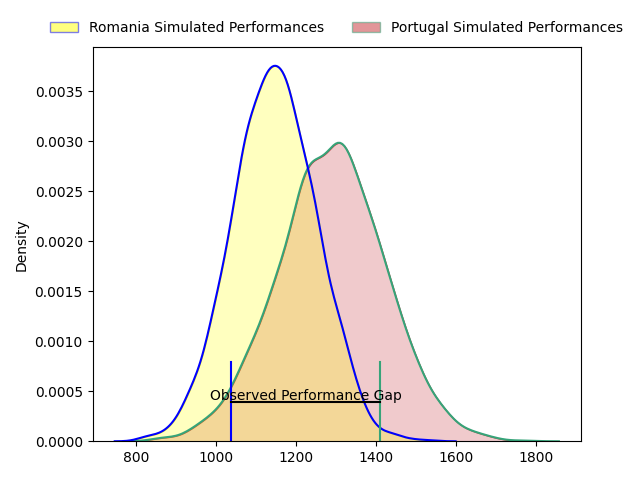 Romania Simulated Performances Portugal Simulated Performances
0.0035
0.0030
0.0025
0.0020
0.0015
0.0010
0.0005
0.0000
Density
Observed Performance Gap
800 1000 1200 1400 1600 1800